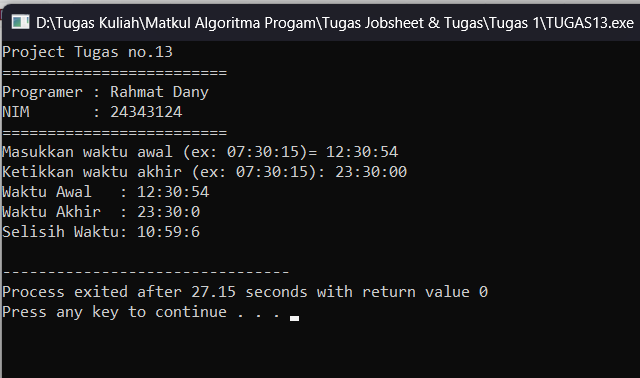 D:\Tugas Kuliah\Matkul Algoritma Progam\Tugas Jobsheet & Tugas\Tugas 1\TUGAS13.exe
Project Tugas no.13
=========================
Programer : Rahmat Dany
NIM       : 24343124
=========================
Masukkan waktu awal (ex: 07:30:15)= 12:30:54
Ketikkan waktu akhir (ex: 07:30:15): 23:30:00
Waktu Awal   : 12:30:54
Waktu Akhir  : 23:30:0
Selisih Waktu: 10:59:6
--------------------------------
Process exited after 27.15 seconds with return value 0
Press any key to continue . . .